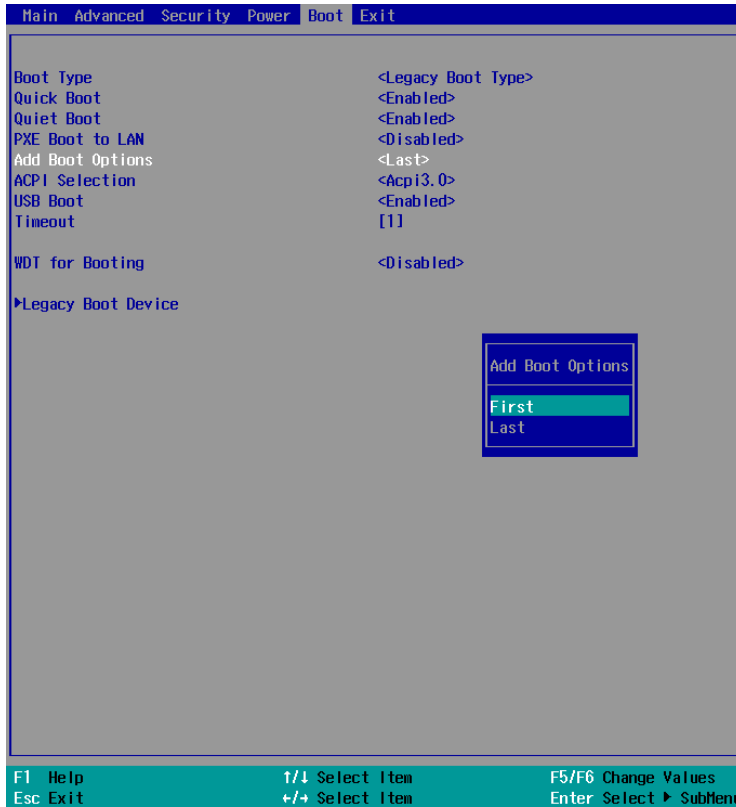 Main Advanced Security Power Boot Exit
Boot Type <Legacy Boot Type>
Quick Boot <Enabled>
Quiet Boot <Enabled>
PXE Boot to LAN <Disabled>
Add Boot Options <Last>
ACPI Selection <Acpi3.0>
USB Boot <Enabled>
Timeout [1]
WDT for Booting <Disabled>
▶Legacy Boot Device
Add Boot Options
First
Last
F1 Help ↑/↓ Select Item F5/F6 Change Values
Esc Exit ←/→ Select Item Enter Select ▶ SubMenu